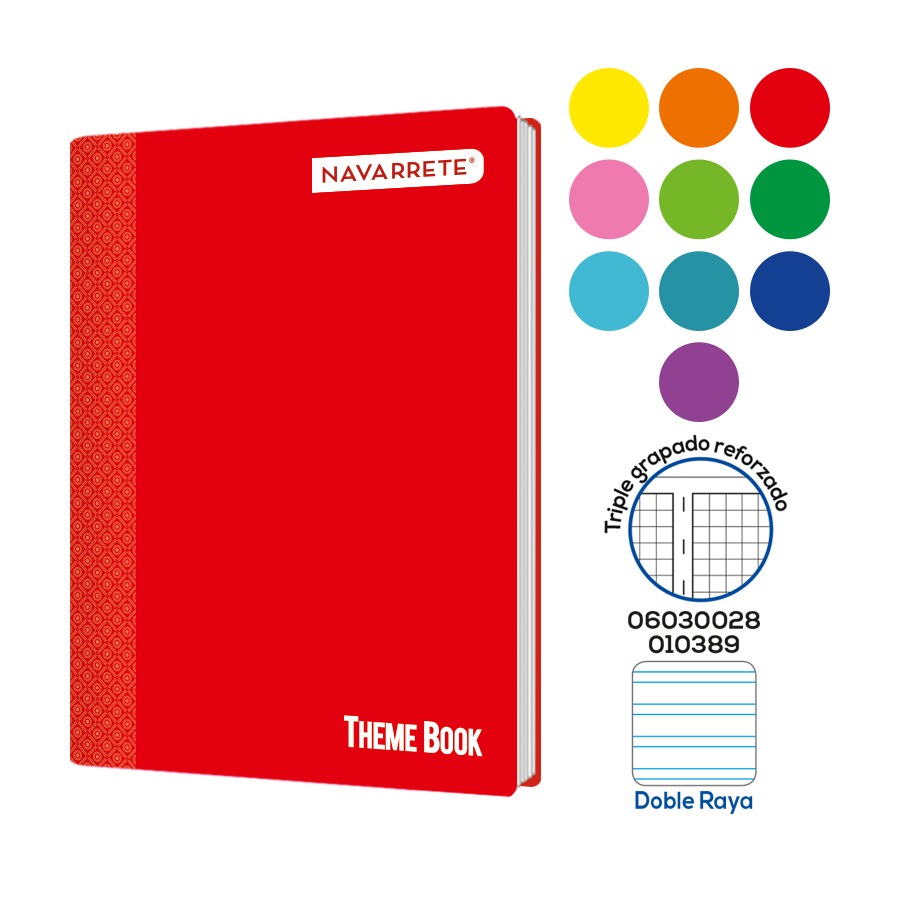 NAVARRETE®
THEME BOOK
Triple grapado reforzado
06030028
010389
Doble Raya